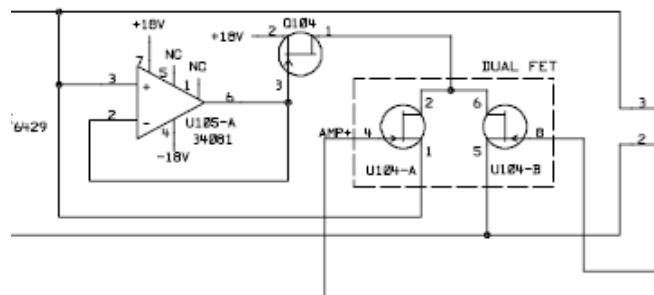 Q104
+18V
+18V 2 1
7 NC
5 NC
DUAL FET
1
3 + 3
6 2 6 3
2 - U105-A AMP+ 4 8
6429 4 34081 1 5 2
-18V U104-A U104-B